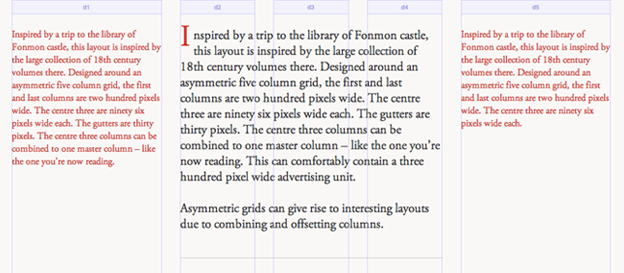 d1
d2
d3
d4
d5
Inspired by a trip to the library of
Fonmon castle, this layout is inspired by
the large collection of 18th century
volumes there. Designed around an
asymmetric five column grid, the first
and last columns are two hundred pixels
wide. The centre three are ninety six
pixels wide each. The gutters are thirty
pixels. The centre three columns can be
combined to one master column – like
the one you're now reading.
Inspired by a trip to the library of Fonmon castle,
this layout is inspired by the large collection of
18th century volumes there. Designed around an
asymmetric five column grid, the first and last
columns are two hundred pixels wide. The centre
three are ninety six pixels wide each. The gutters are
thirty pixels. The centre three columns can be
combined to one master column – like the one you're
now reading. This can comfortably contain a three
hundred pixel wide advertising unit.
Asymmetric grids can give rise to interesting layouts
due to combining and offsetting columns.
Inspired by a trip to the library of
Fonmon castle, this layout is inspired by
the large collection of 18th century
volumes there. Designed around an
asymmetric five column grid, the first
and last columns are two hundred pixels
wide. The centre three are ninety six
pixels wide each.